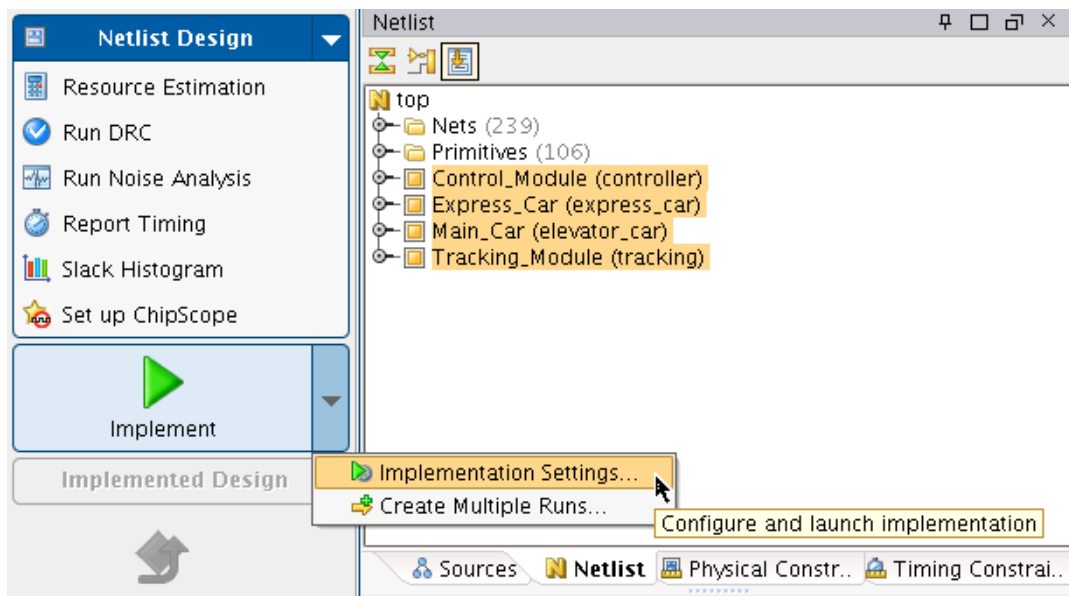 Netlist Design
Resource Estimation
Run DRC
Run Noise Analysis
Report Timing
Slack Histogram
Set up ChipScope
Implement
Implemented Design
Netlist
top
Nets (239)
Primitives (106)
Control_Module (controller)
Express_Car (express_car)
Main_Car (elevator_car)
Tracking_Module (tracking)
Implementation Settings...
Create Multiple Runs...
Configure and launch implementation
Sources Netlist Physical Constr.. Timing Constrai..